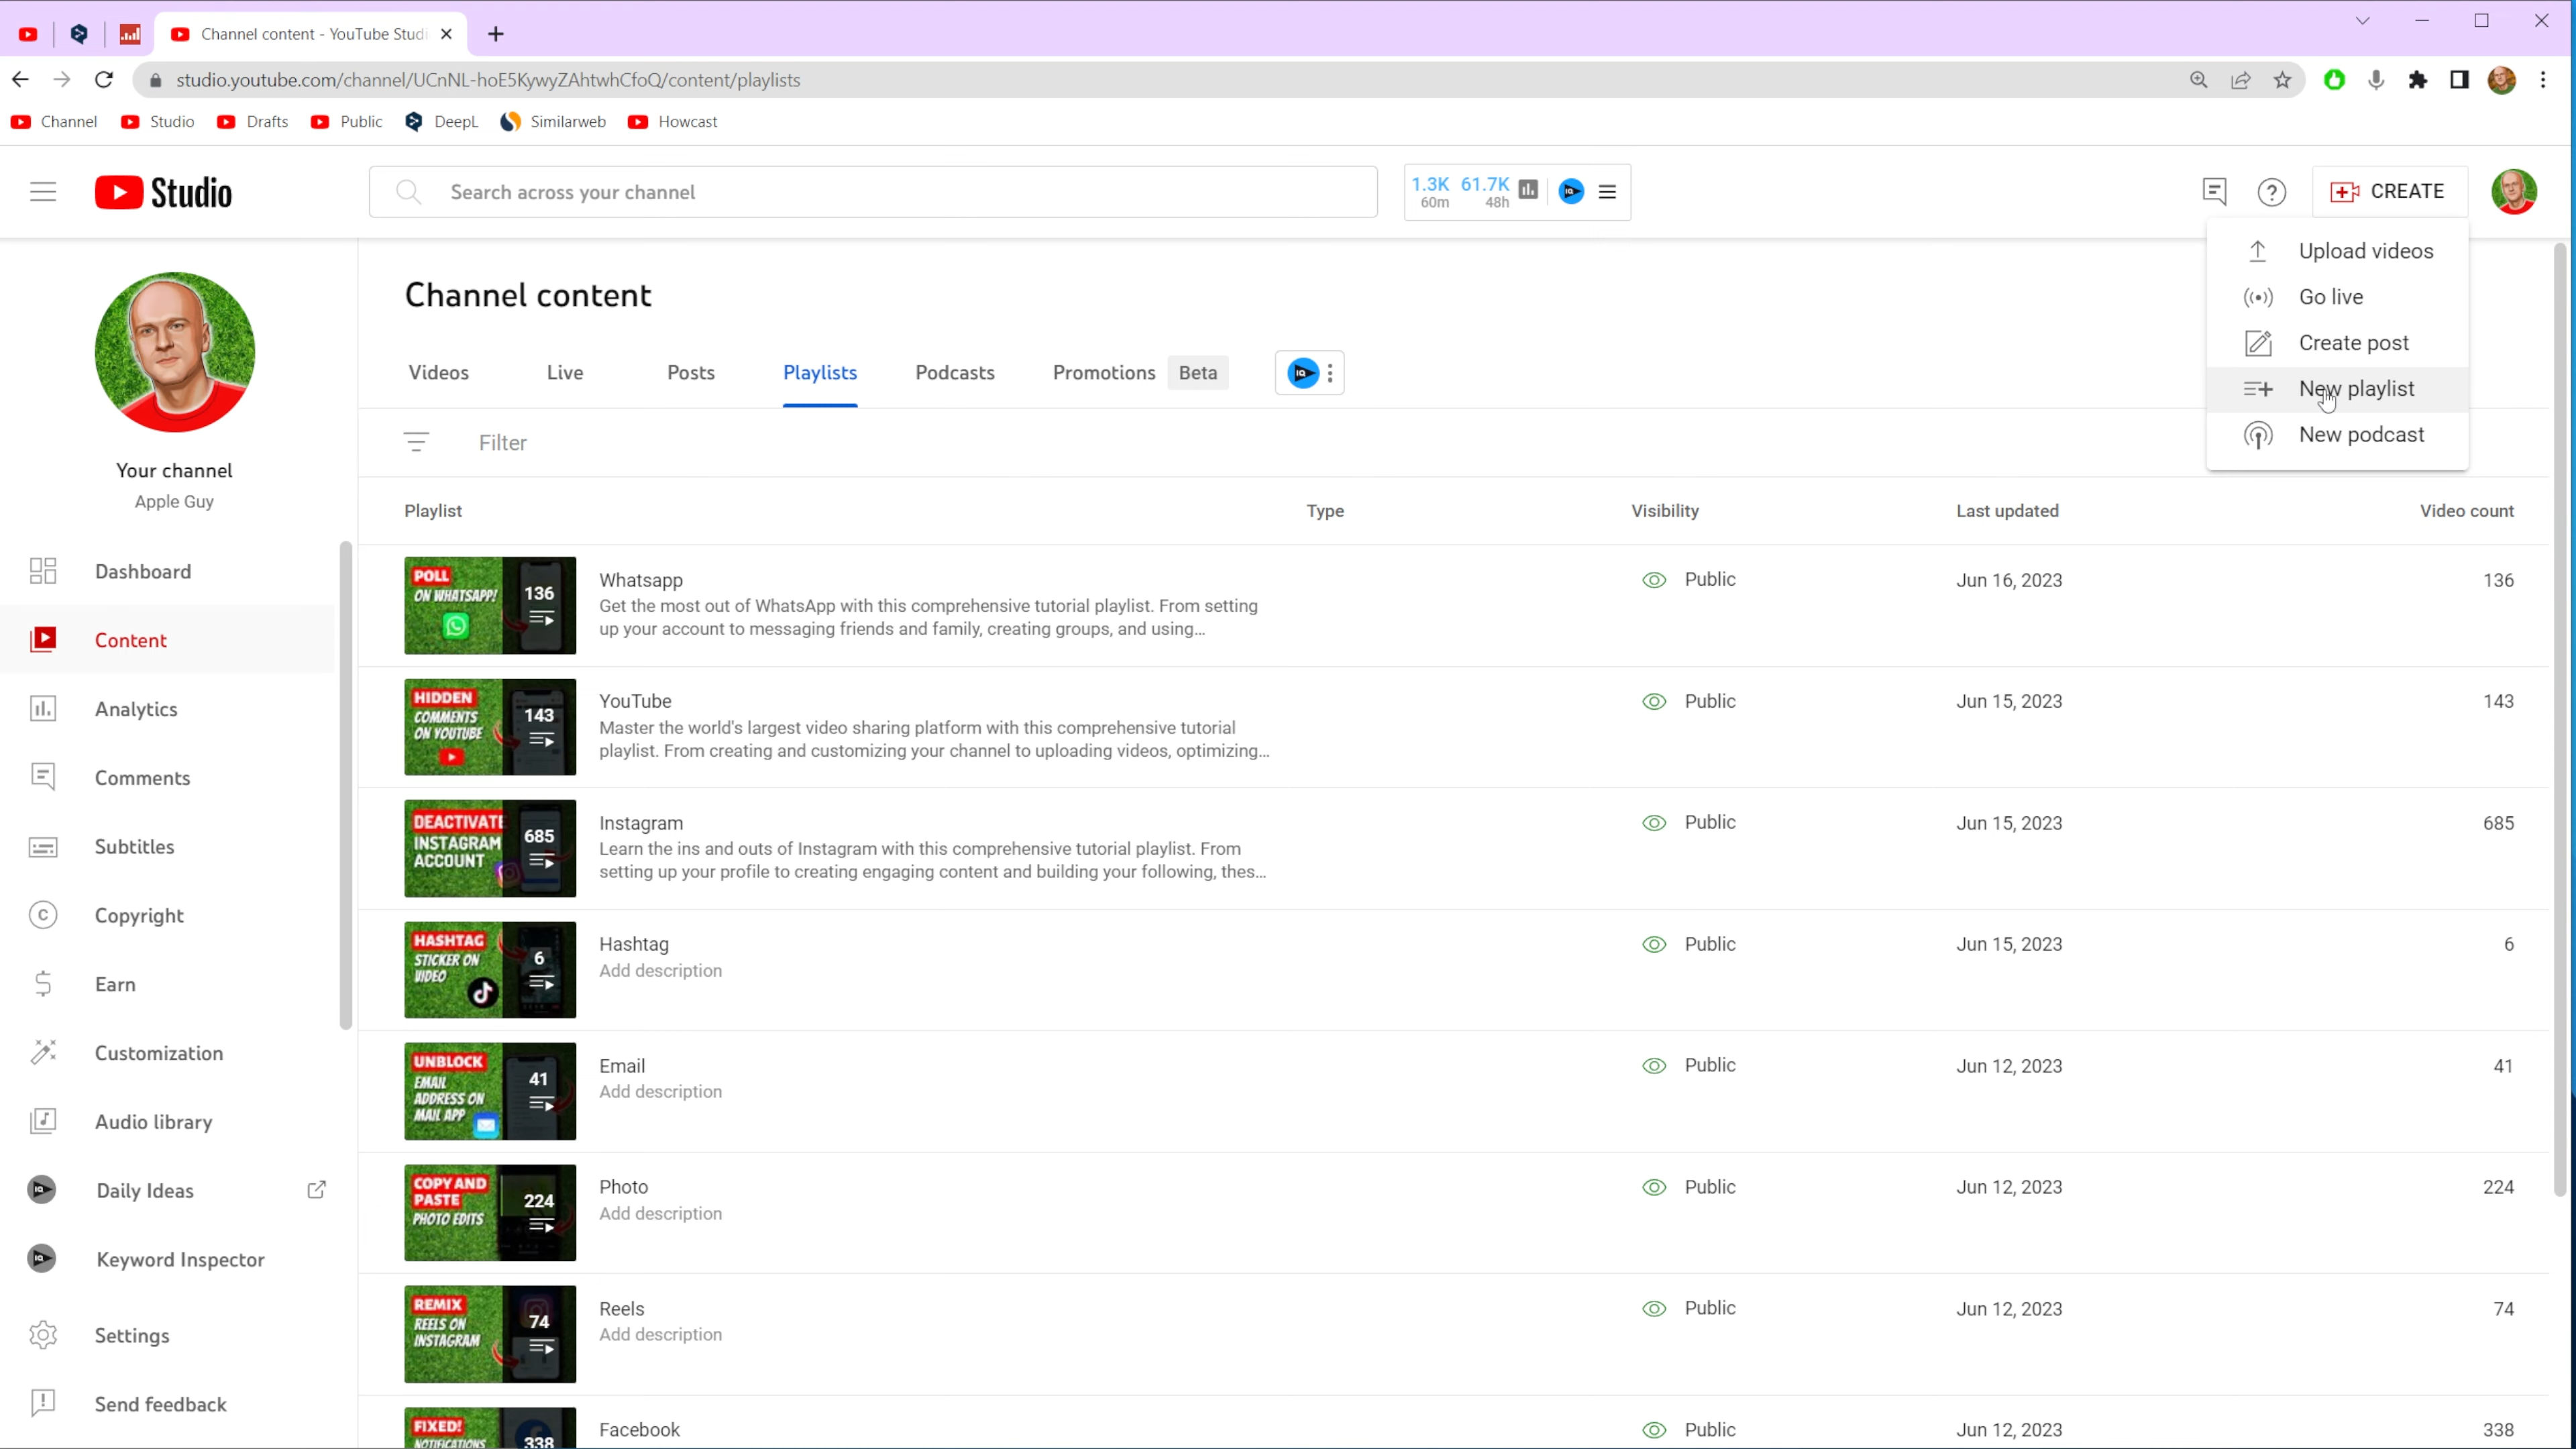 Channel content - YouTube Studi
studio.youtube.com/channel/UCnNL-hoE5KywyZAhtwhCfoQ/content/playlists
Channel Studio Drafts Public DeepL Similarweb Howcast
Studio
Search across your channel
1.3K 61.7K
60m 48h
CREATE
Upload videos
Go live
Create post
New playlist
New podcast
Your channel
Apple Guy
Dashboard
Content
Analytics
Comments
Subtitles
Copyright
Earn
Customization
Audio library
Daily Ideas
Keyword Inspector
Settings
Send feedback
Channel content
Videos Live Posts Playlists Podcasts Promotions Beta
Filter
Playlist Type Visibility Last updated Video count
POLL
ON WHATSAPP!
136
Whatsapp
Get the most out of WhatsApp with this comprehensive tutorial playlist. From setting
up your account to messaging friends and family, creating groups, and using...
Public Jun 16, 2023 136
HIDDEN
COMMENTS
ON YOUTUBE
143
YouTube
Master the world's largest video sharing platform with this comprehensive tutorial
playlist. From creating and customizing your channel to uploading videos, optimizing...
Public Jun 15, 2023 143
DEACTIVATE
INSTAGRAM
ACCOUNT
685
Instagram
Learn the ins and outs of Instagram with this comprehensive tutorial playlist. From
setting up your profile to creating engaging content and building your following, thes...
Public Jun 15, 2023 685
HASHTAG
STICKER ON
VIDEO
6
Hashtag
Add description
Public Jun 15, 2023 6
UNBLOCK
EMAIL
ADDRESS ON
MAIL APP
41
Email
Add description
Public Jun 12, 2023 41
COPY AND
PASTE
PHOTO EDITS
224
Photo
Add description
Public Jun 12, 2023 224
REMIX
REELS ON
INSTAGRAM
74
Reels
Add description
Public Jun 12, 2023 74
FIXED!
NOTIFICATIONS
338
Facebook
Public Jun 12, 2023 338